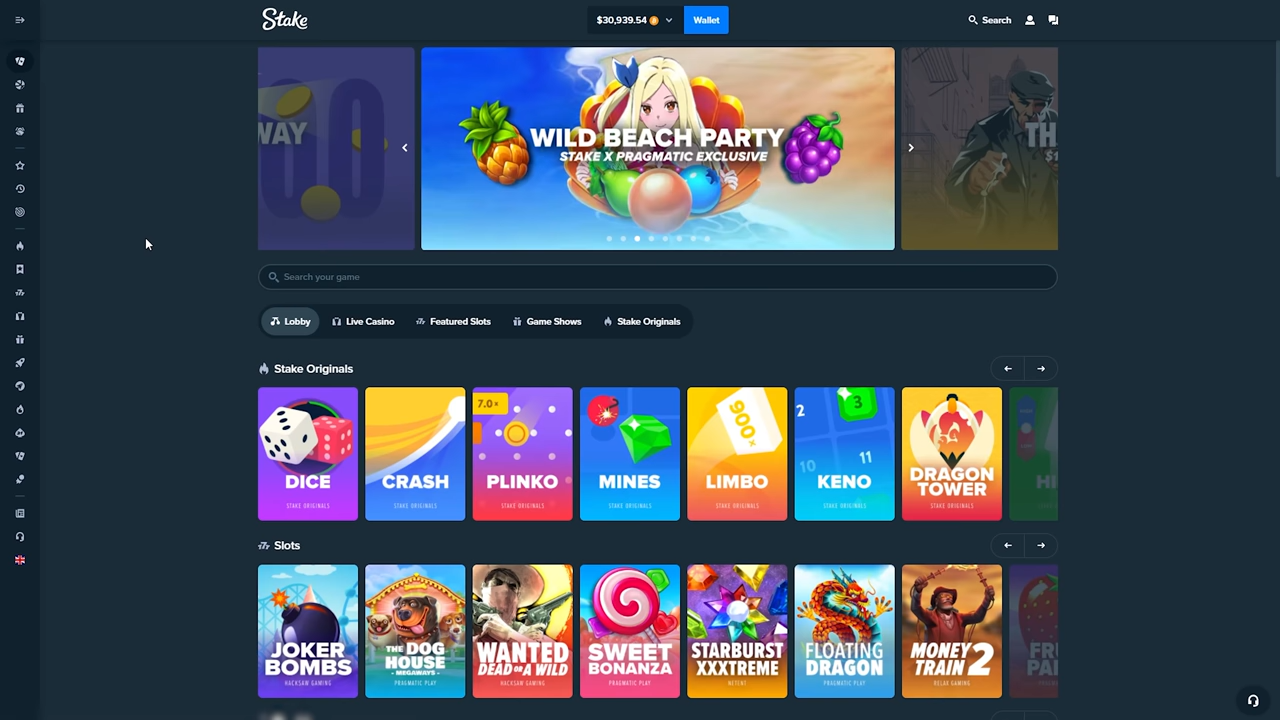 Stake
$30,939.54
Wallet
Search
WAY
WILD BEACH PARTY
STAKE X PRAGMATIC EXCLUSIVE
TH
Search your game
Lobby
Live Casino
Featured Slots
Game Shows
Stake Originals
Stake Originals
DICE
STAKE ORIGINALS
CRASH
STAKE ORIGINALS
7.0×
PLINKO
STAKE ORIGINALS
MINES
STAKE ORIGINALS
900×
LIMBO
STAKE ORIGINALS
2
3
10
11
KENO
STAKE ORIGINALS
DRAGON
TOWER
STAKE ORIGINALS
HI
Slots
JOKER
BOMBS
HACKSAW GAMING
THE DOG
HOUSE
- MEGAWAYS -
PRAGMATIC PLAY
WANTED
DEAD OR A WILD
HACKSAW GAMING
SWEET
BONANZA
PRAGMATIC PLAY
STARBURST
XXXTREME
NETENT
FLOATING
DRAGON
PRAGMATIC PLAY
MONEY
TRAIN 2
RELAX GAMING
FRU
PA